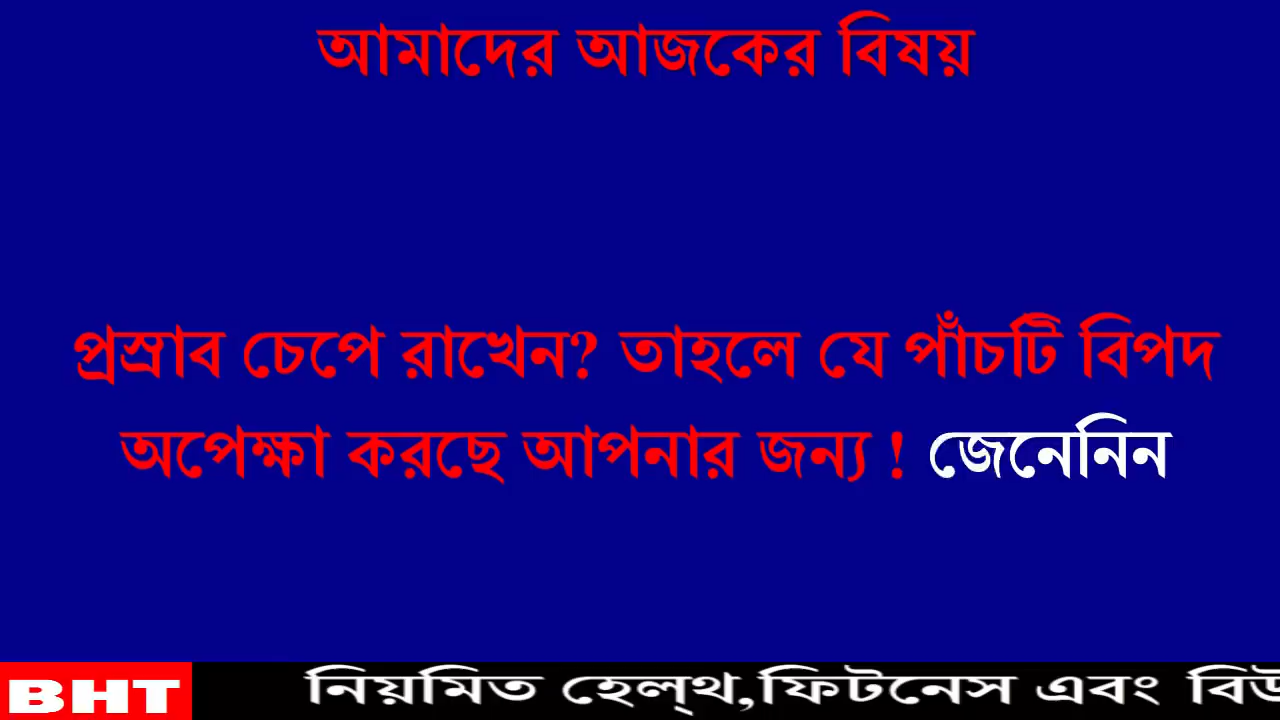 আমাদের আজকের বিষয়
প্রস্রাব চেপে রাখেন? তাহলে যে পাঁচটি বিপদ
অপেক্ষা করছে আপনার জন্য ! জেনেনিন
BHT নিয়মিত হেল্থ,ফিটনেস এবং বিউ